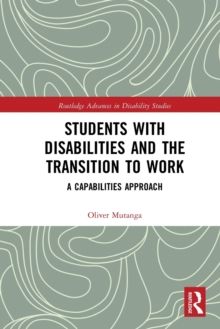 Routledge Advances in Disability Studies
STUDENTS WITH
DISABILITIES AND THE
TRANSITION TO WORK
A CAPABILITIES APPROACH
Oliver Mutanga
ROUTLEDGE
R